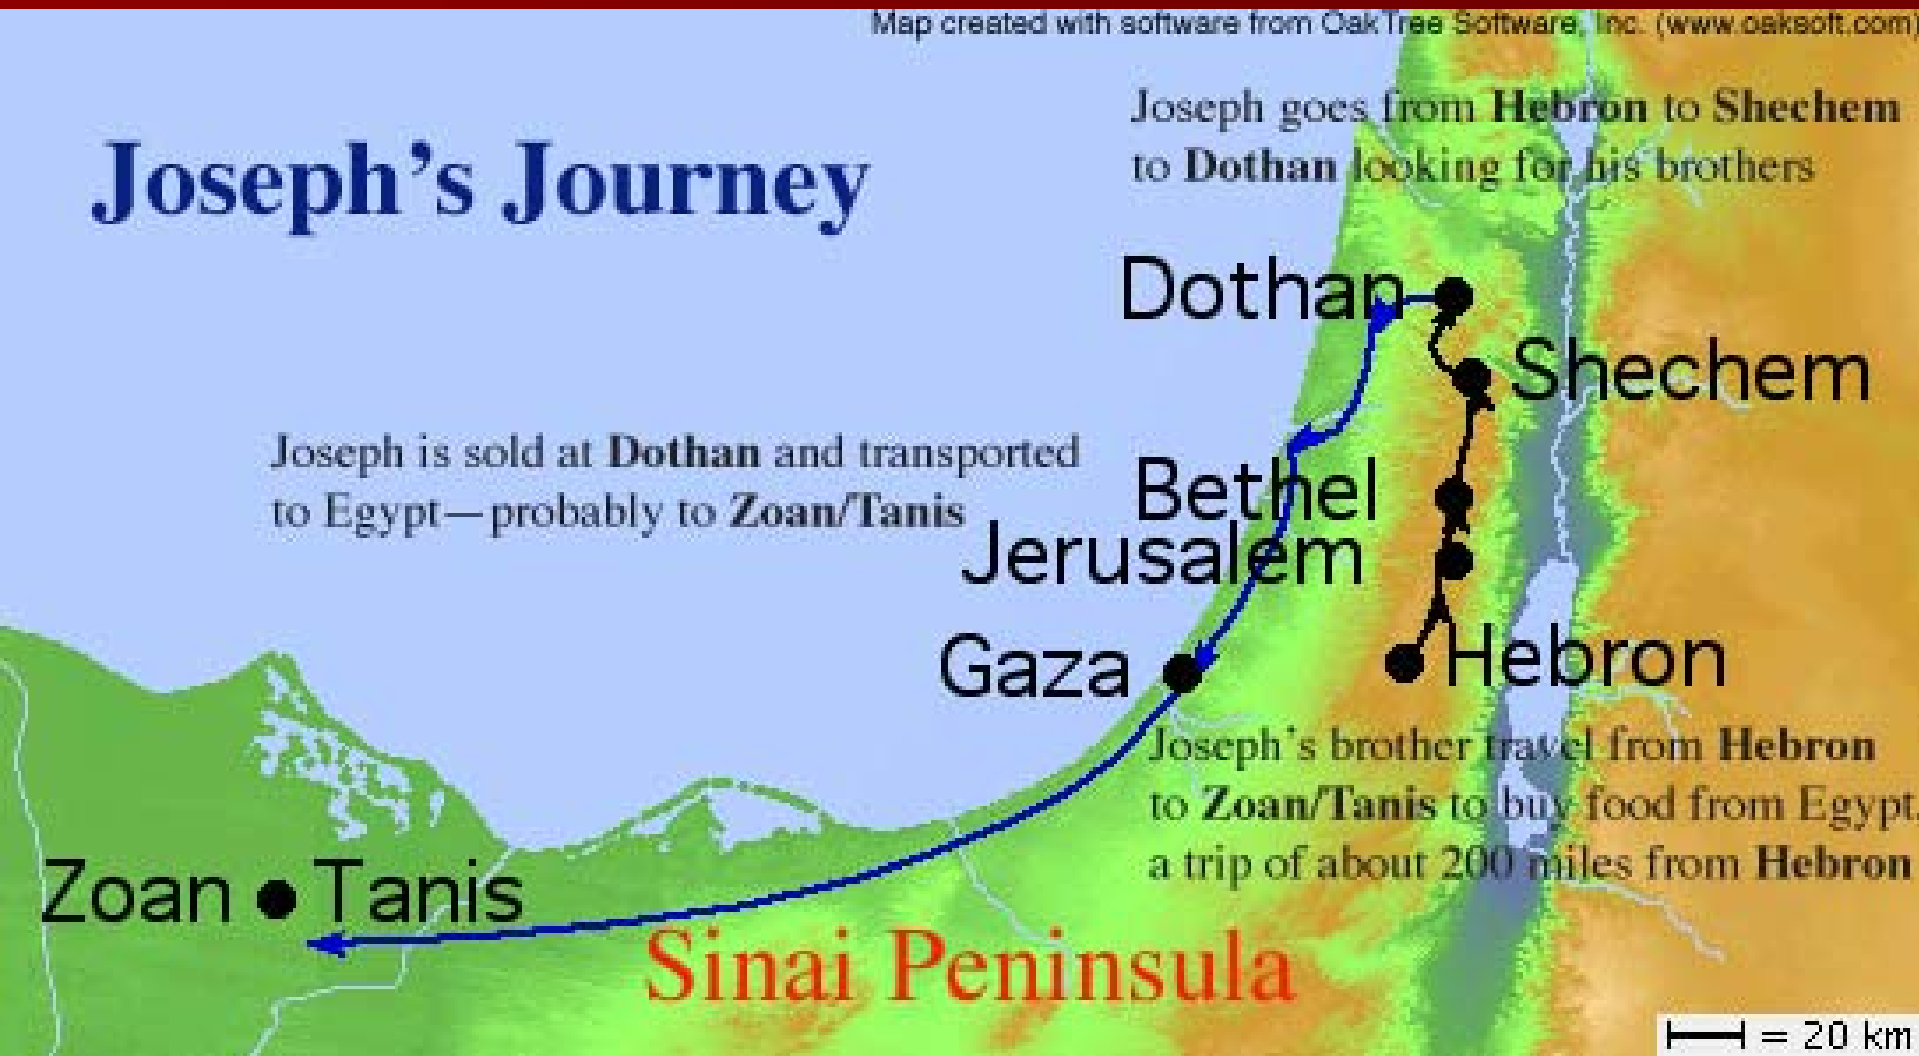 Map created with software from OakTree Software, Inc. (www.oaksoft.com)
Joseph goes from Hebron to Shechem
to Dothan looking for his brothers
Joseph's Journey
Dothan
Shechem
Joseph is sold at Dothan and transported
to Egypt—probably to Zoan/Tanis
Bethel
Jerusalem
Gaza
Hebron
Joseph's brother travel from Hebron
to Zoan/Tanis to buy food from Egypt.
a trip of about 200 miles from Hebron
Zoan Tanis
Sinai Peninsula
= 20 km